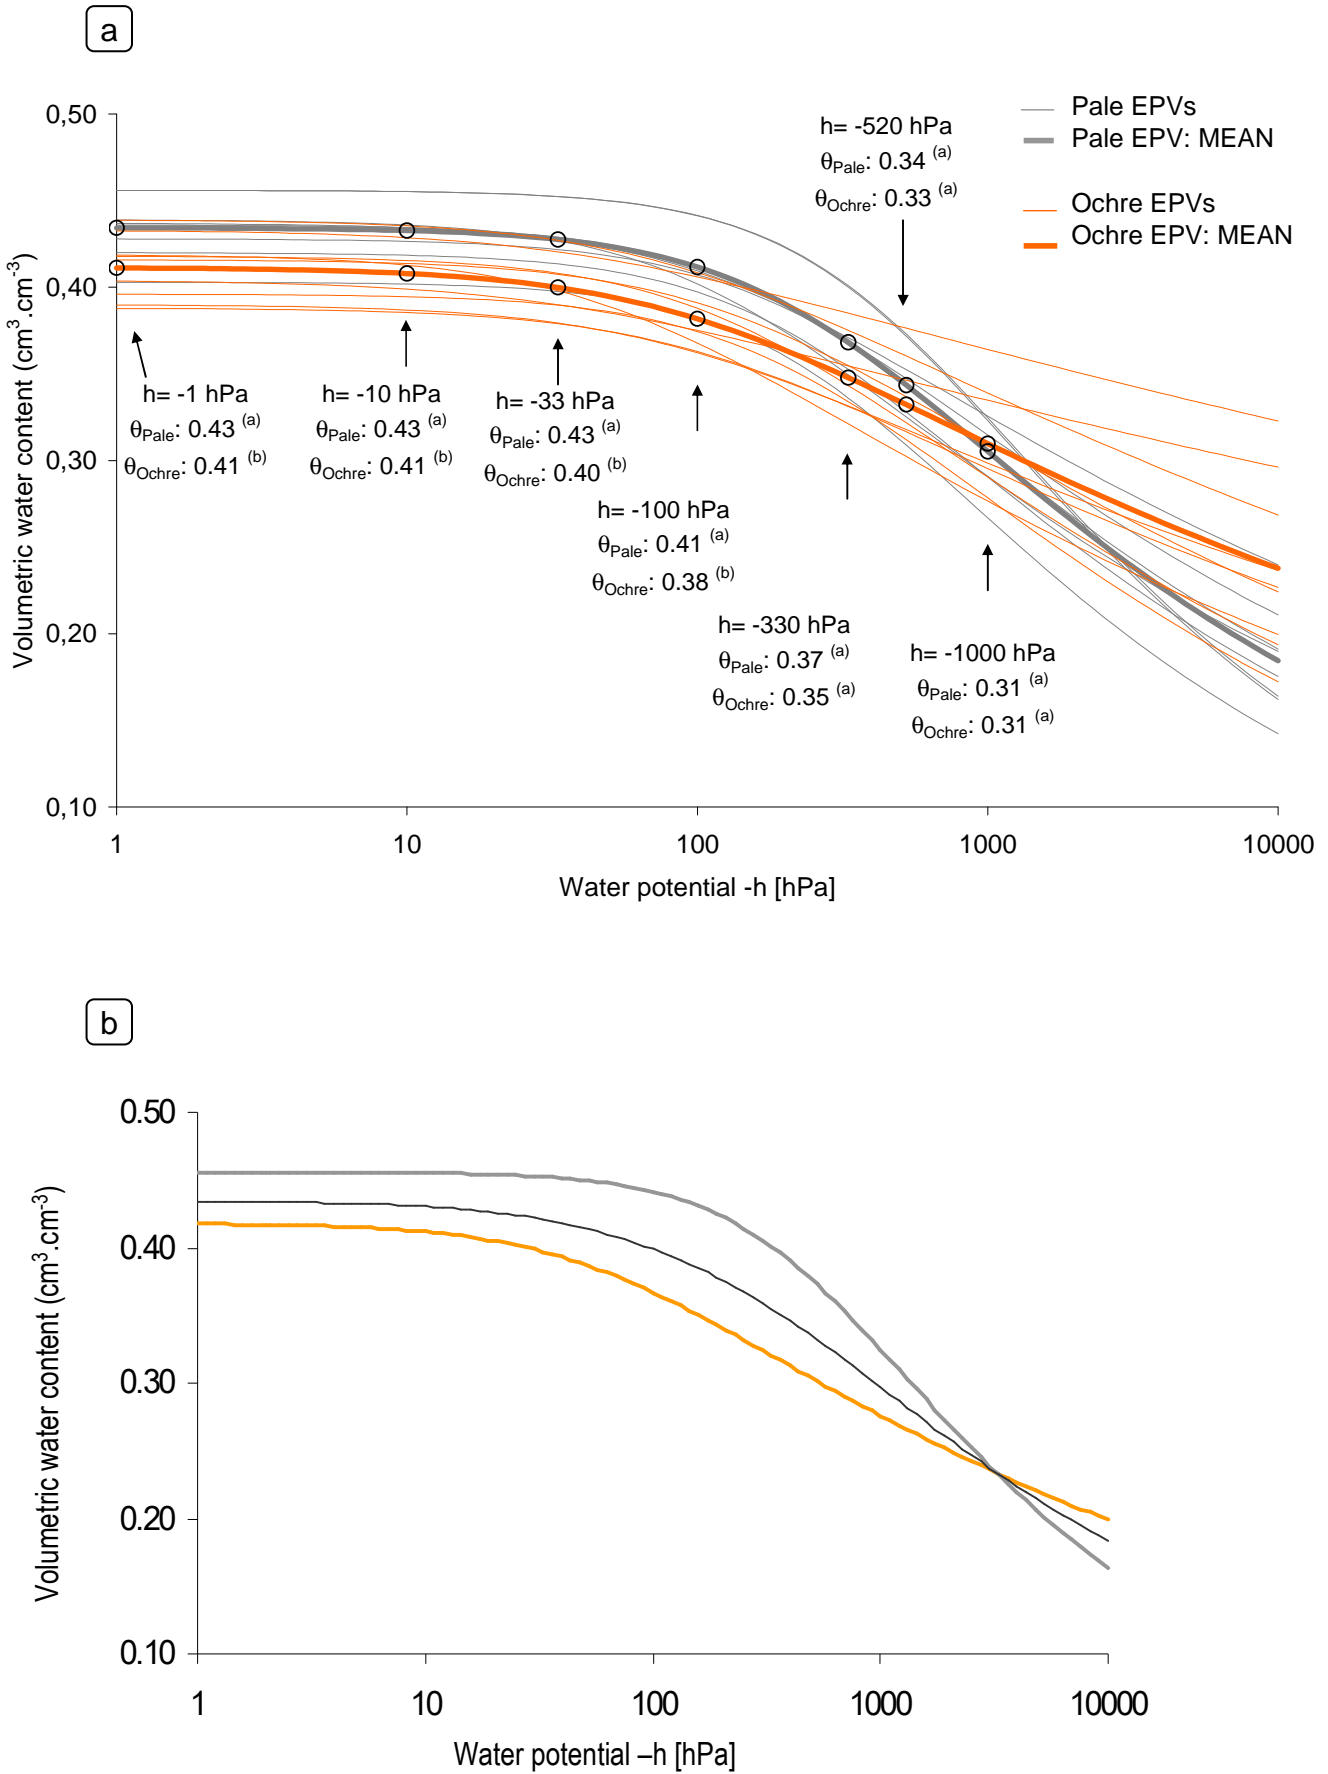 a
0,50
0,40
0,30
0,20
0,10
Volumetric water content (cm³.cm⁻³)
Pale EPVs
Pale EPV: MEAN
Ochre EPVs
Ochre EPV: MEAN
h= -520 hPa
θPale: 0.34 (a)
θOchre: 0.33 (a)
h= -1 hPa
θPale: 0.43 (a)
θOchre: 0.41 (b)
h= -10 hPa
θPale: 0.43 (a)
θOchre: 0.41 (b)
h= -33 hPa
θPale: 0.43 (a)
θOchre: 0.40 (b)
h= -100 hPa
θPale: 0.41 (a)
θOchre: 0.38 (b)
h= -330 hPa
θPale: 0.37 (a)
θOchre: 0.35 (a)
h= -1000 hPa
θPale: 0.31 (a)
θOchre: 0.31 (a)
1 10 100 1000 10000
Water potential -h [hPa]
b
0.50
0.40
0.30
0.20
0.10
Volumetric water content (cm³.cm⁻³)
1 10 100 1000 10000
Water potential –h [hPa]